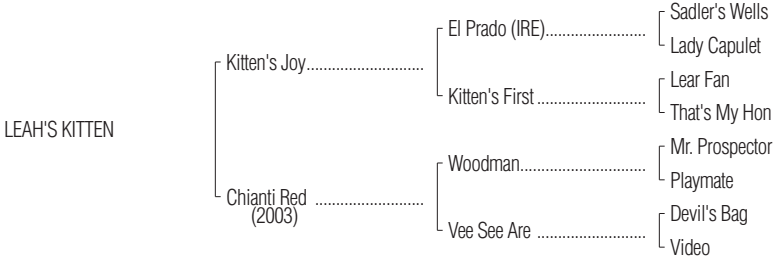 Sadler's Wells
El Prado (IRE)..........................
Lady Capulet
Kitten's Joy..............................
Lear Fan
Kitten's First ............................
That's My Hon
LEAH'S KITTEN
Mr. Prospector
Woodman.................................
Playmate
Chianti Red ............................
(2003)
Devil's Bag
Vee See Are ............................
Video